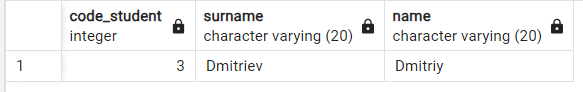 code_student surname name
integer character varying (20) character varying (20)
1 3 Dmitriev Dmitriy